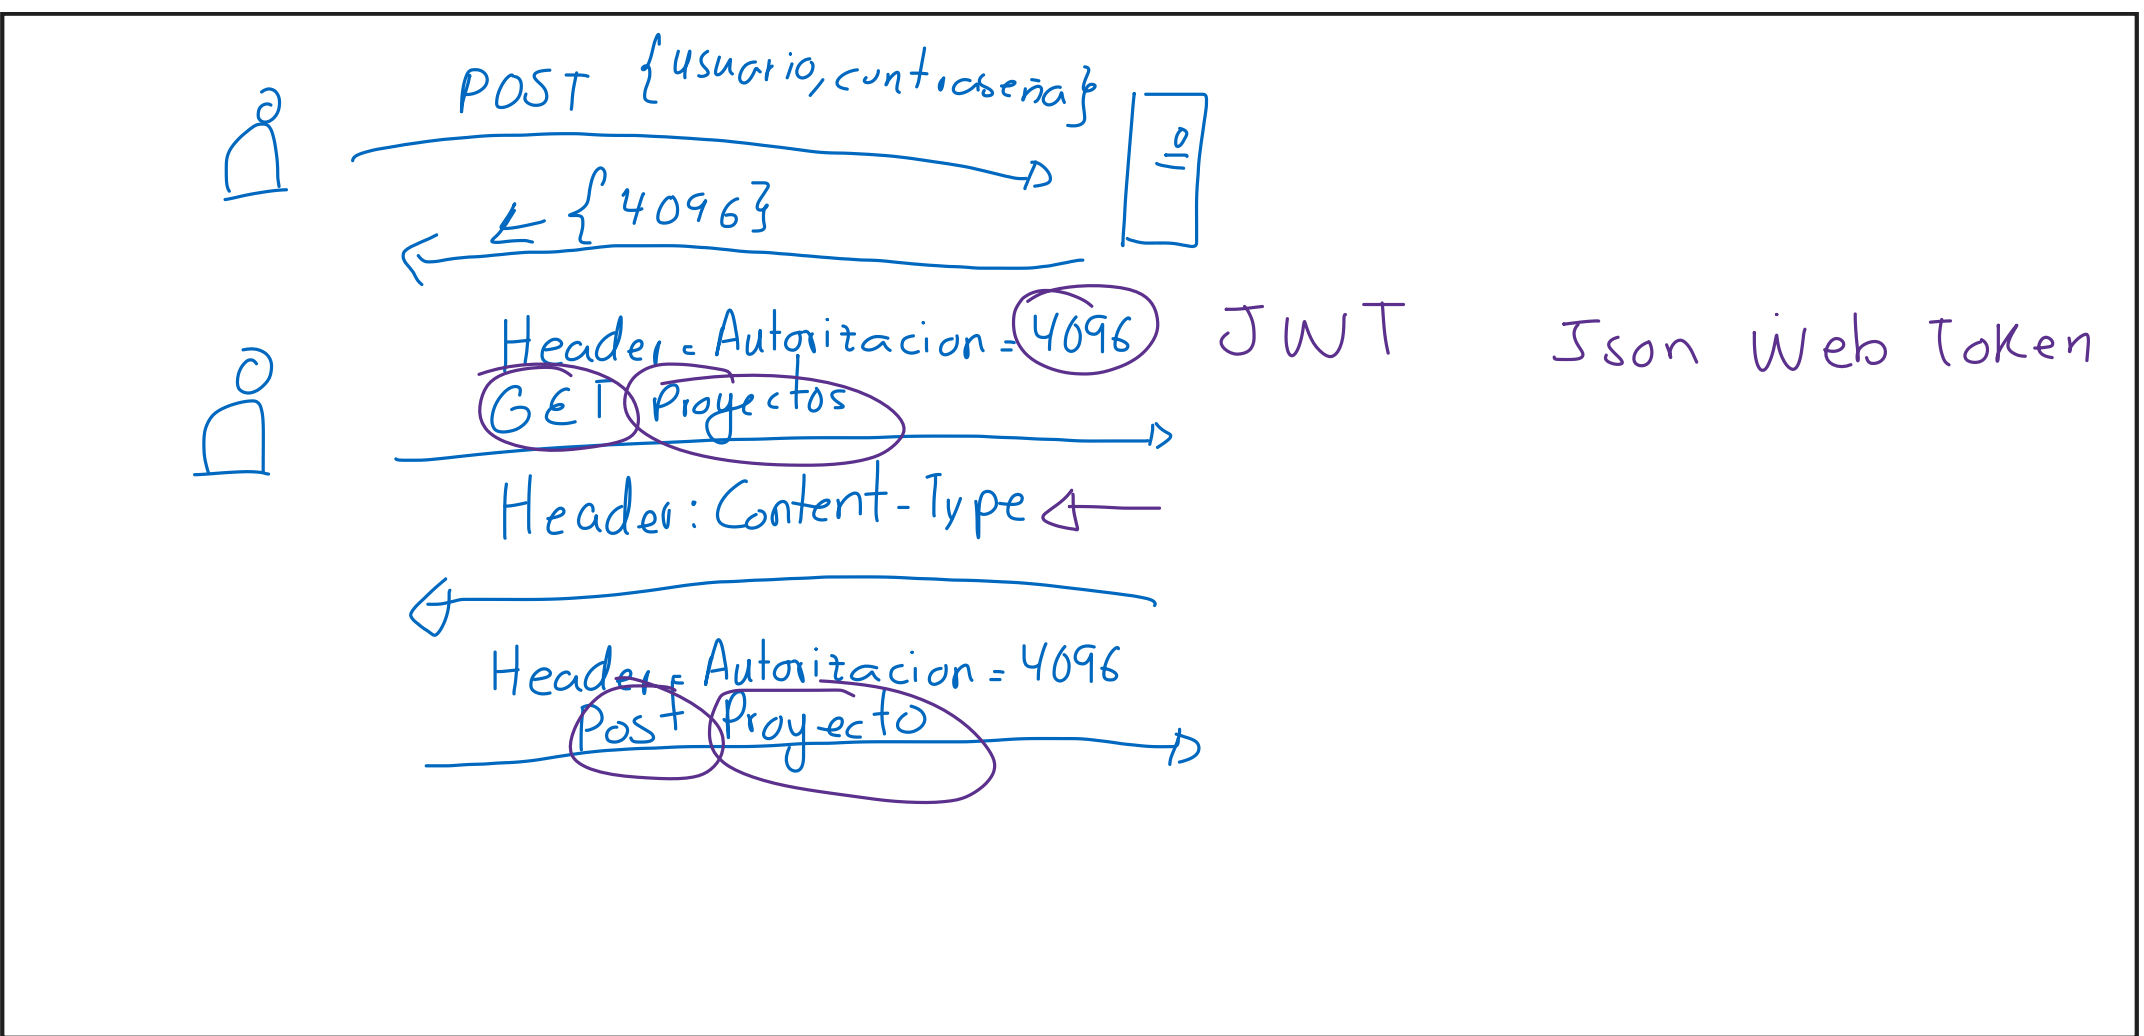 POST {usuario, contraseña}
{4096}
Header: Autorizacion = 4096 JWT Json Web Token
GET Proyectos
Header: Content-Type
Header: Autorizacion = 4096
Post Proyecto